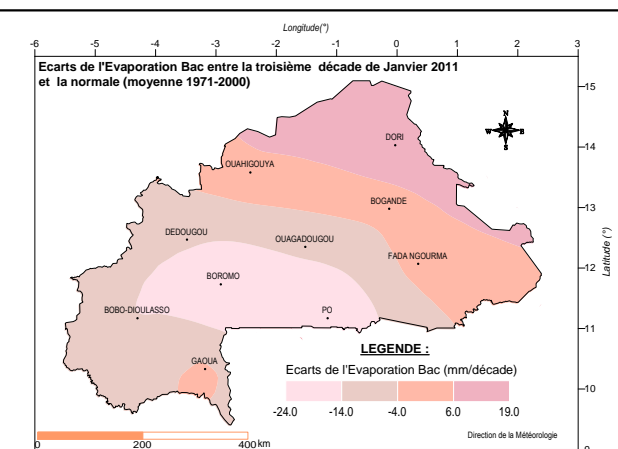 Longitude(°)
-6 -5 -4 -3 -2 -1 0 1 2 3
Ecarts de l'Evaporation Bac entre la troisième décade de Janvier 2011
et la normale (moyenne 1971-2000)
15
N
W E
S
DORI
14
OUAHIGOUYA
BOGANDE
13
DEDOUGOU
OUAGADOUGOU
FADA NGOURMA
Latitude (°)
12
BOROMO
BOBO-DIOULASSO
PO
11
LEGENDE :
GAOUA
Ecarts de l'Evaporation Bac (mm/décade)
10
-24.0 -14.0 -4.0 6.0 19.0
Direction de la Météorologie
0 200 400 km
9